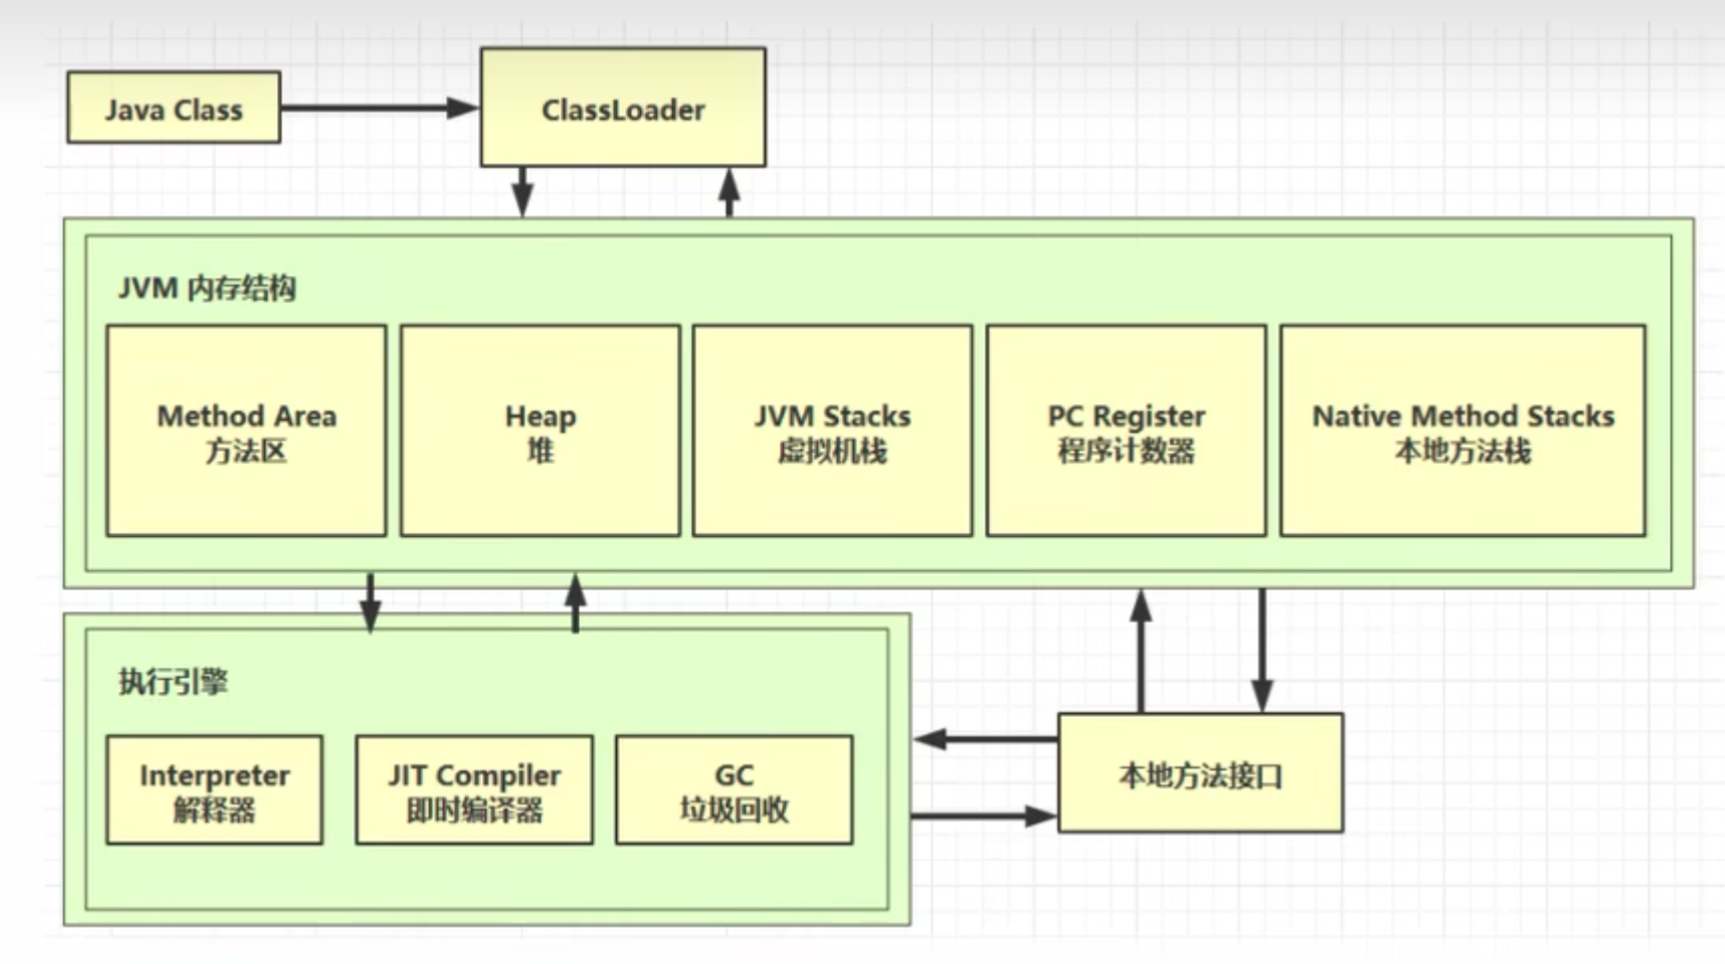 Java Class
ClassLoader
JVM 内存结构
Method Area
方法区
Heap
堆
JVM Stacks
虚拟机栈
PC Register
程序计数器
Native Method Stacks
本地方法栈
执行引擎
Interpreter
解释器
JIT Compiler
即时编译器
GC
垃圾回收
本地方法接口